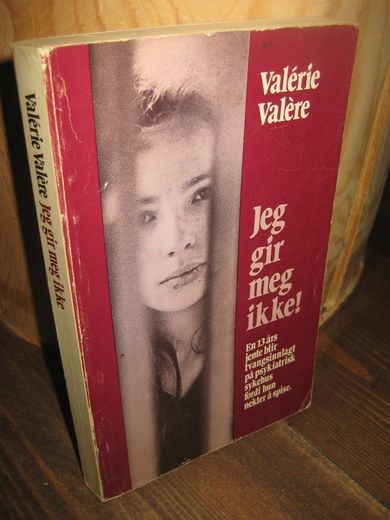 Valérie Valère Jeg gir meg ikke
Valérie
Valère
Jeg
gir
meg
ikke!
En 13 års
jente blir
tvangsinnlagt
på psykiatrisk
sykehus
fordi hun
nekter å spise.